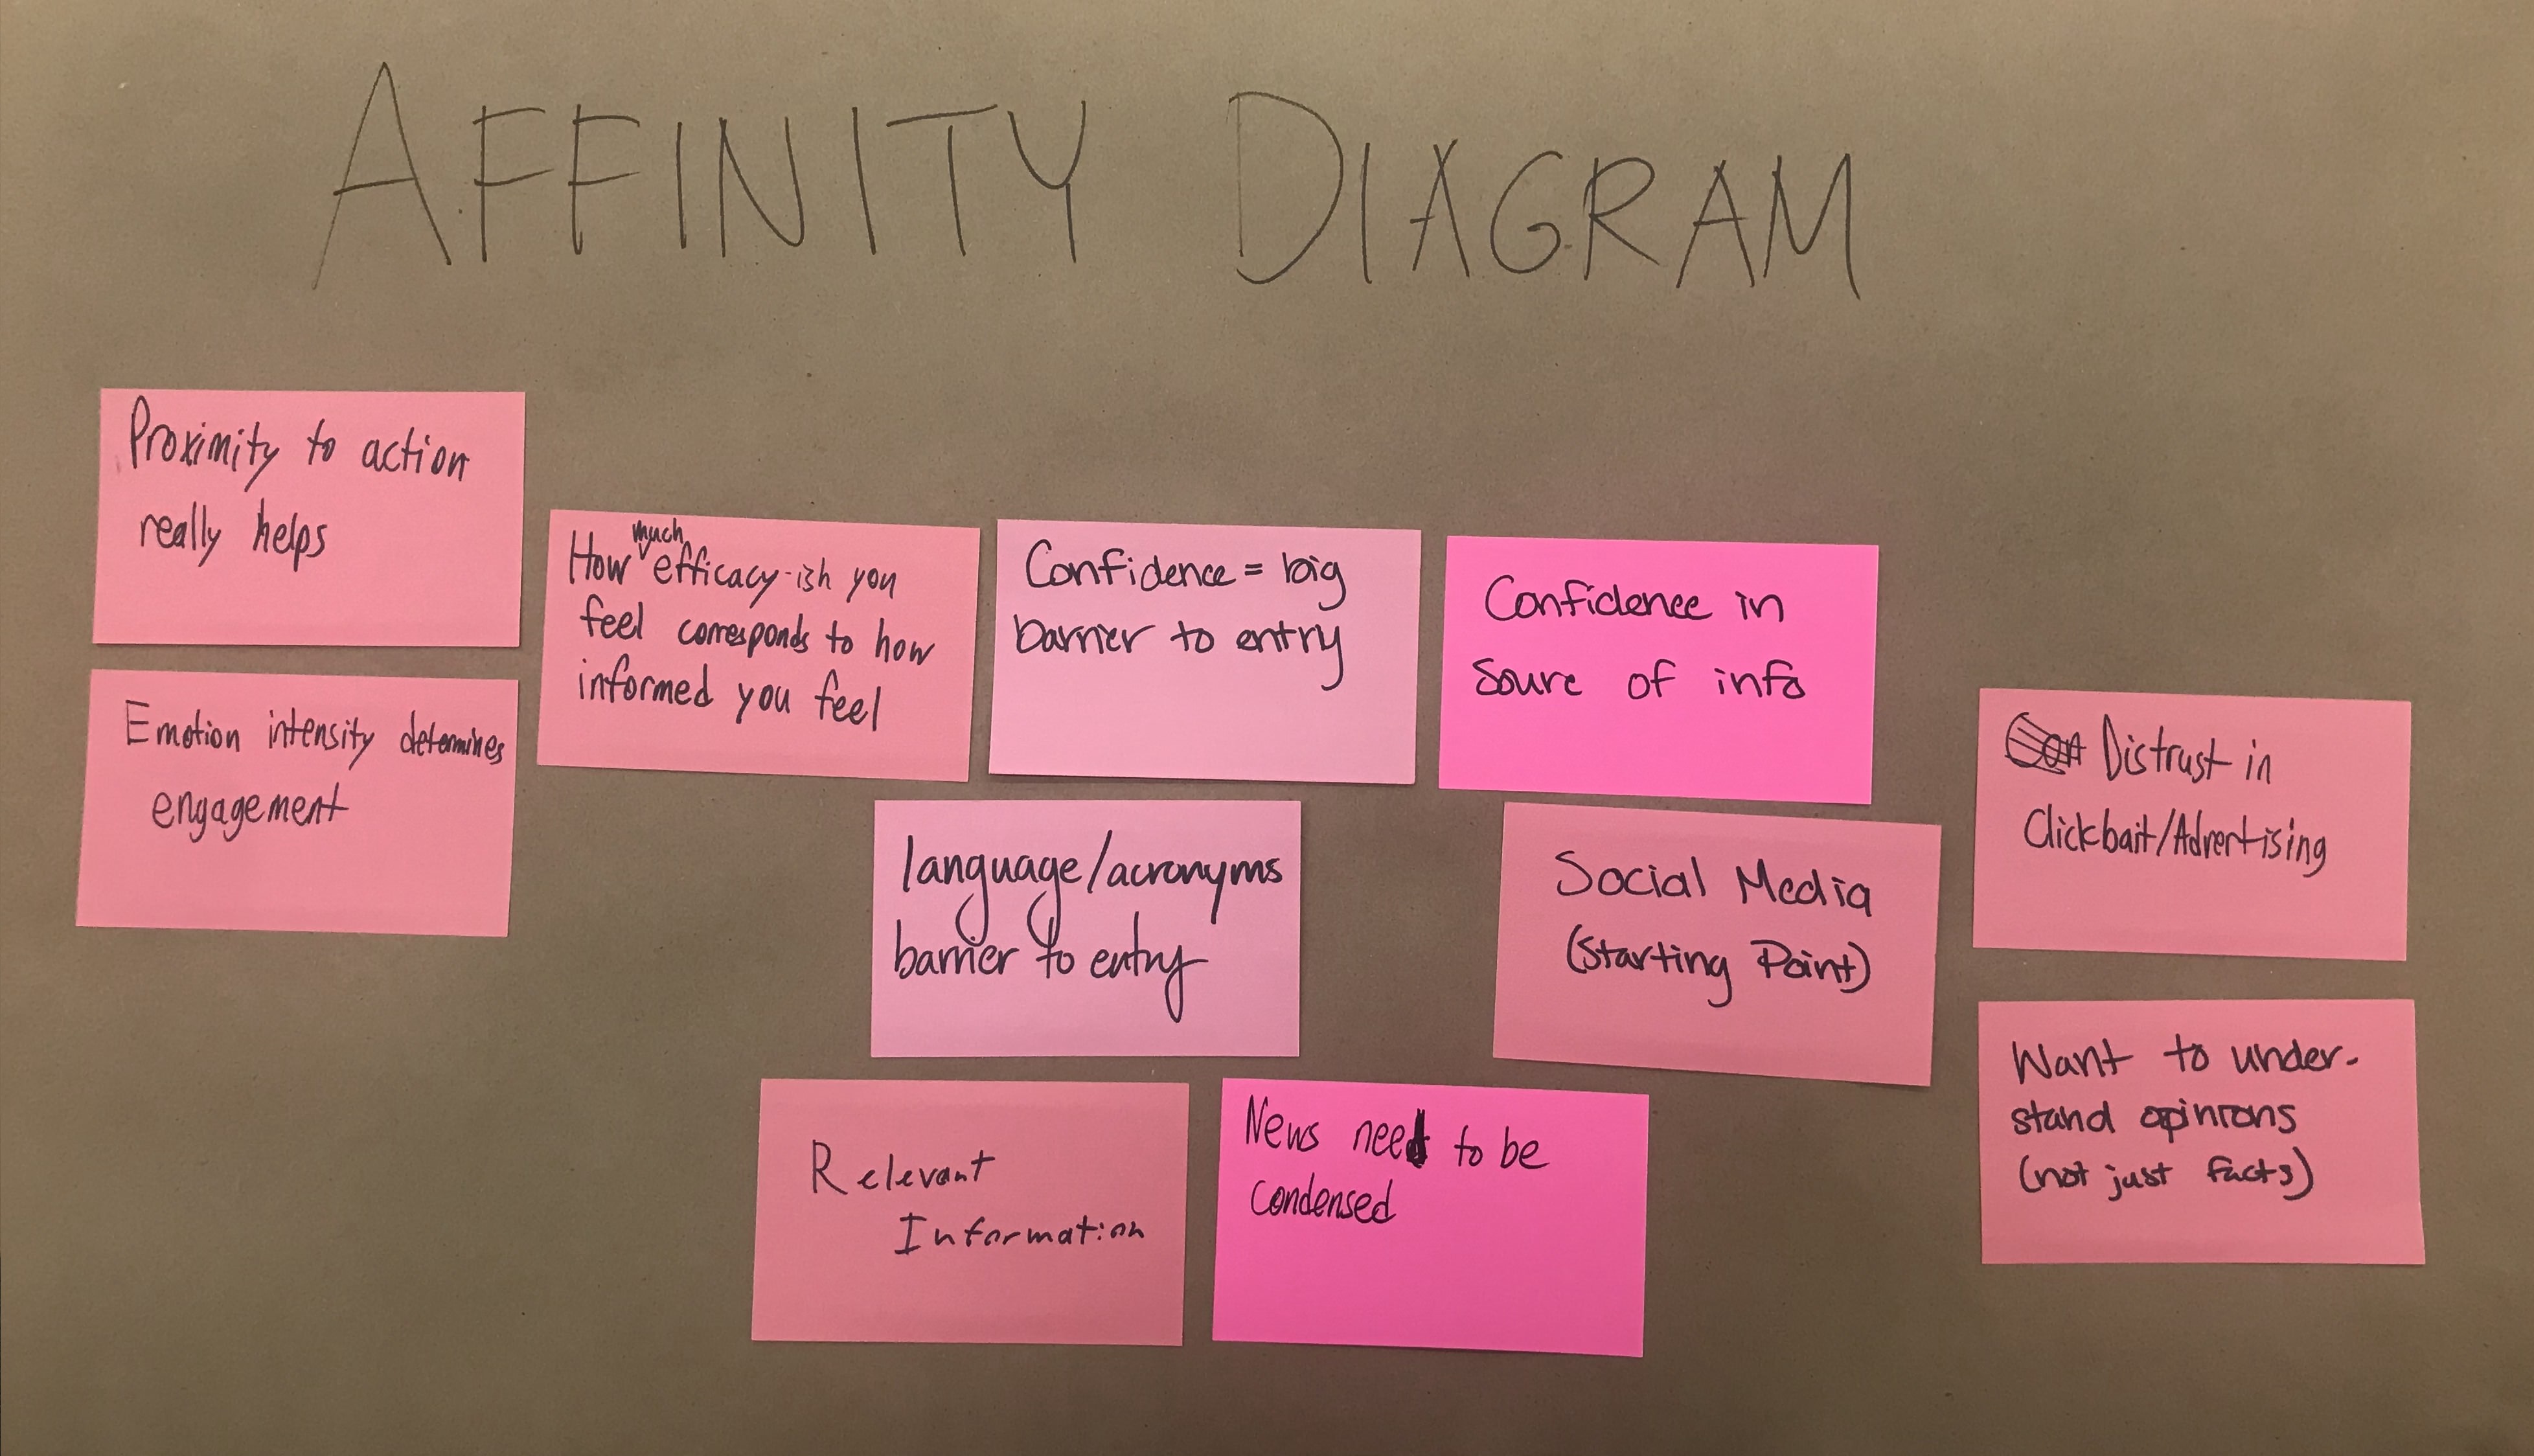 AFFINITY DIAGRAM
Proximity to action
really helps
Emotion intensity determines
engagement
How much efficacy-ish you
feel corresponds to how
informed you feel
Confidence = big
barrier to entry
Confidence in
Sourc of info
language/acronyms
barrier to entry
Social Media
(Starting Point)
Distrust in
Clickbait/Advertising
Want to under-
stand opinions
(not just facts)
Relevant
Information
News need to be
condensed